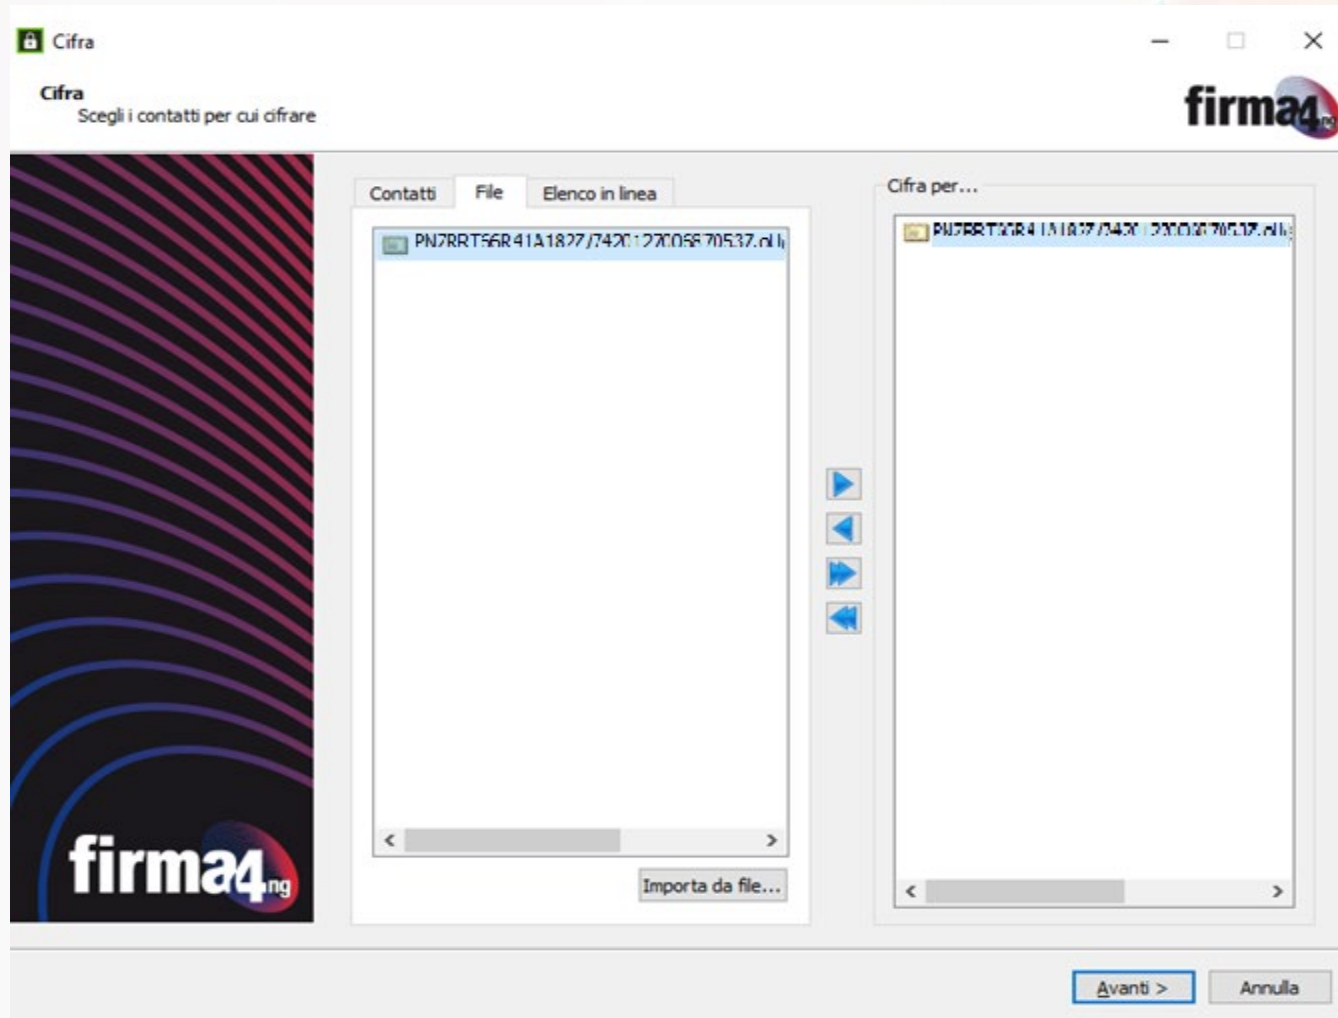 Cifra
Cifra
Scegli i contatti per cui cifrare
firma4ng
Contatti
File
Elenco in linea
Cifra per...
Importa da file...
firma4ng
Avanti >
Annulla